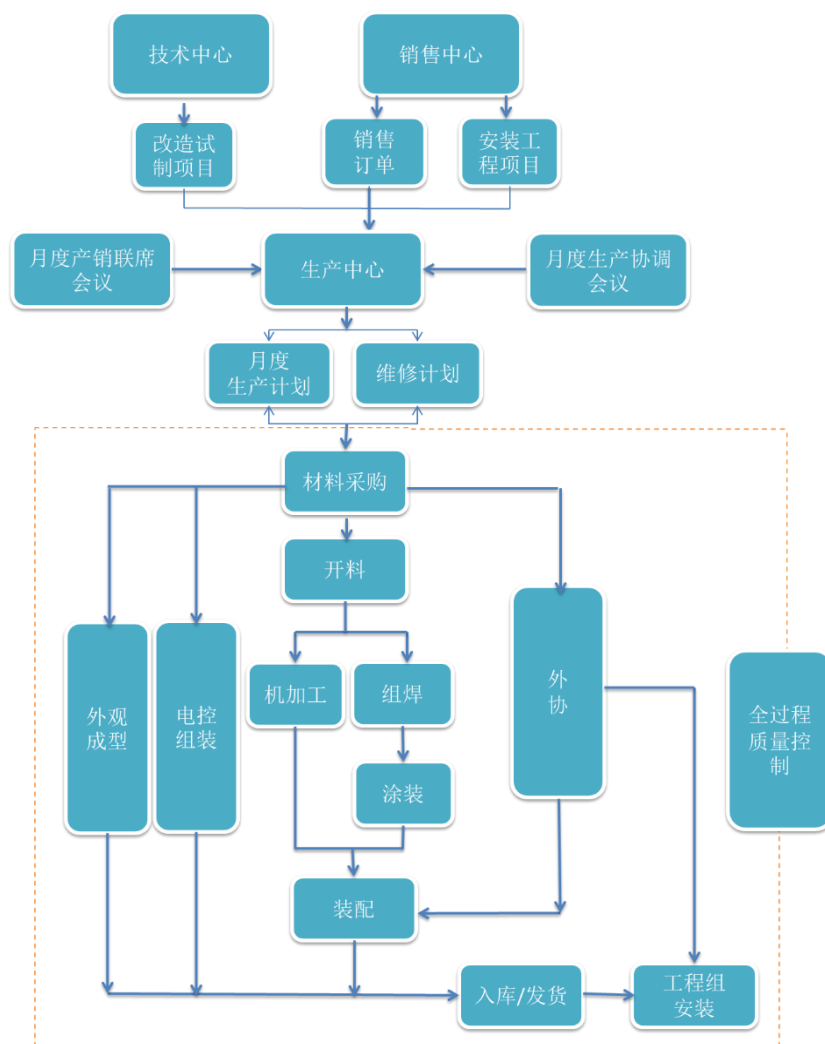 技术中心
销售中心
改造试
制项目
销售
订单
安装工
程项目
月度产销联席
会议
生产中心
月度生产协调
会议
月度
生产计划
维修计划
材料采购
开料
外观
成型
电控
组装
机加工
组焊
外
协
全过程
质量控
制
涂装
装配
入库/发货
工程组
安装